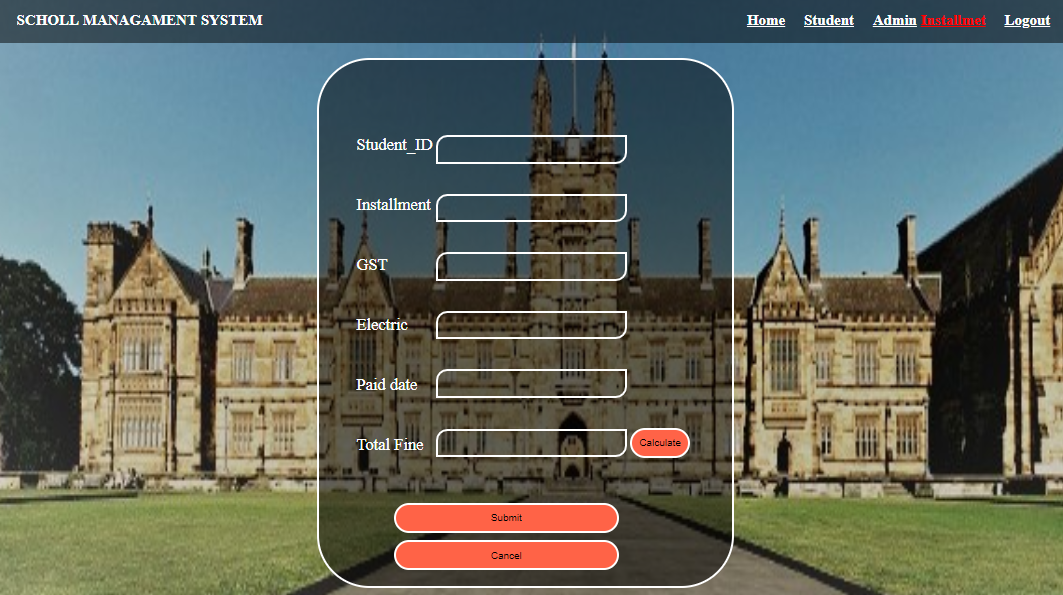 SCHOLL MANAGAMENT SYSTEM
Home Student Admin Installmet Logout
Student_ID
Installment
GST
Electric
Paid date
Total Fine Calculate
Submit
Cancel